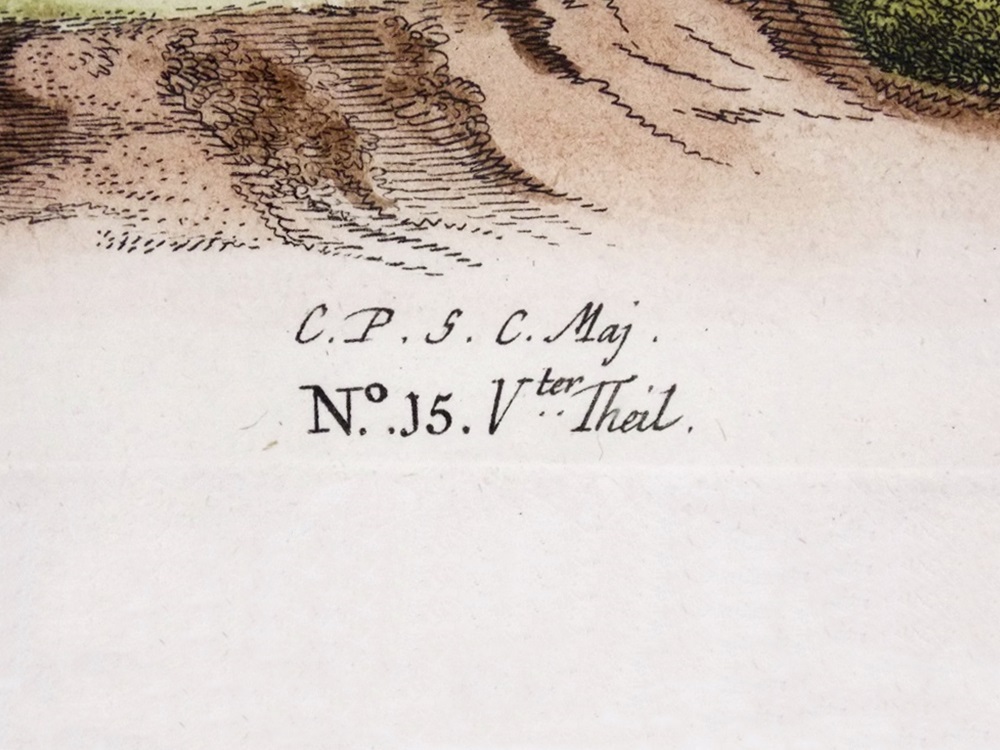 C. P. S. C. Maj.
Nº. 15. Vter Theil.